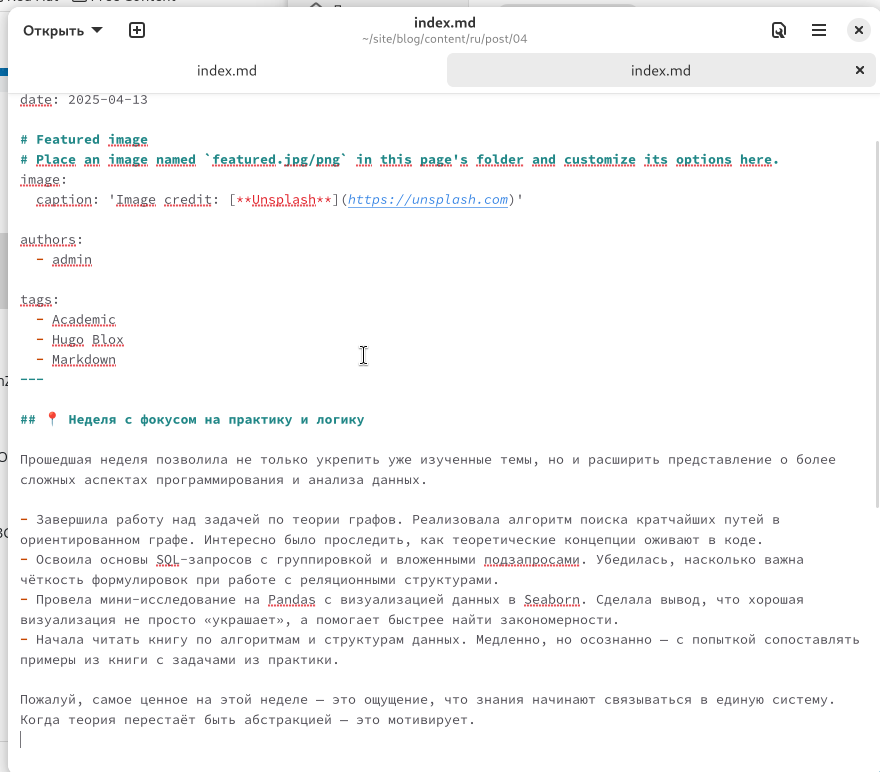 Открыть
index.md
~/site/blog/content/ru/post/04
index.md
index.md
date: 2025-04-13
# Featured image
# Place an image named `featured.jpg/png` in this page's folder and customize its options here.
image:
caption: 'Image credit: [**Unsplash**](https://unsplash.com)'
authors:
- admin
tags:
- Academic
- Hugo Blox
- Markdown
---
## 📍 Неделя с фокусом на практику и логику
Прошедшая неделя позволила не только укрепить уже изученные темы, но и расширить представление о более
сложных аспектах программирования и анализа данных.
- Завершила работу над задачей по теории графов. Реализовала алгоритм поиска кратчайших путей в
ориентированном графе. Интересно было проследить, как теоретические концепции оживают в коде.
- Освоила основы SQL-запросов с группировкой и вложенными подзапросами. Убедилась, насколько важна
чёткость формулировок при работе с реляционными структурами.
- Провела мини-исследование на Pandas с визуализацией данных в Seaborn. Сделала вывод, что хорошая
визуализация не просто «украшает», а помогает быстрее найти закономерности.
- Начала читать книгу по алгоритмам и структурам данных. Медленно, но осознанно — с попыткой сопоставлять
примеры из книги с задачами из практики.
Пожалуй, самое ценное на этой неделе — это ощущение, что знания начинают связываться в единую систему.
Когда теория перестаёт быть абстракцией — это мотивирует.